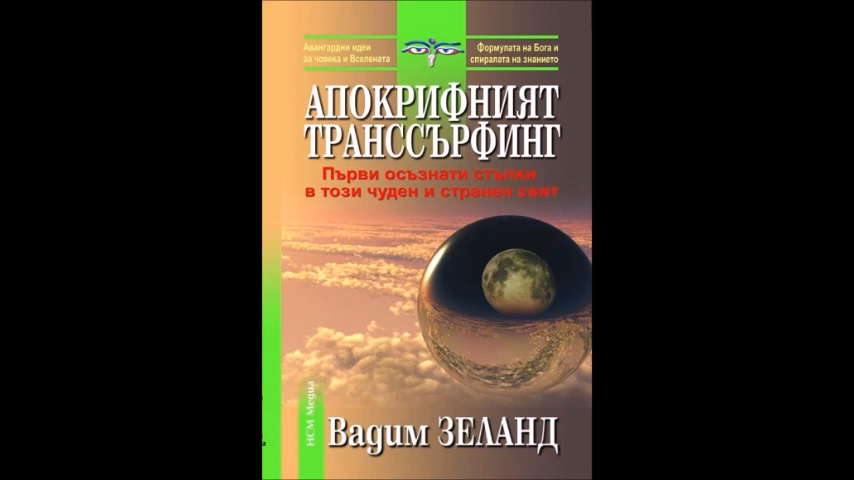 Авангардни идеи
за човека и Вселената
Формулата на Бога и
спиралата на знанието
АПОКРИФНИЯТ
ТРАНССЪРФИНГ
Първи осъзнати стъпки
в този чуден и странен свят
НСМ Медиа
Вадим ЗЕЛАНД